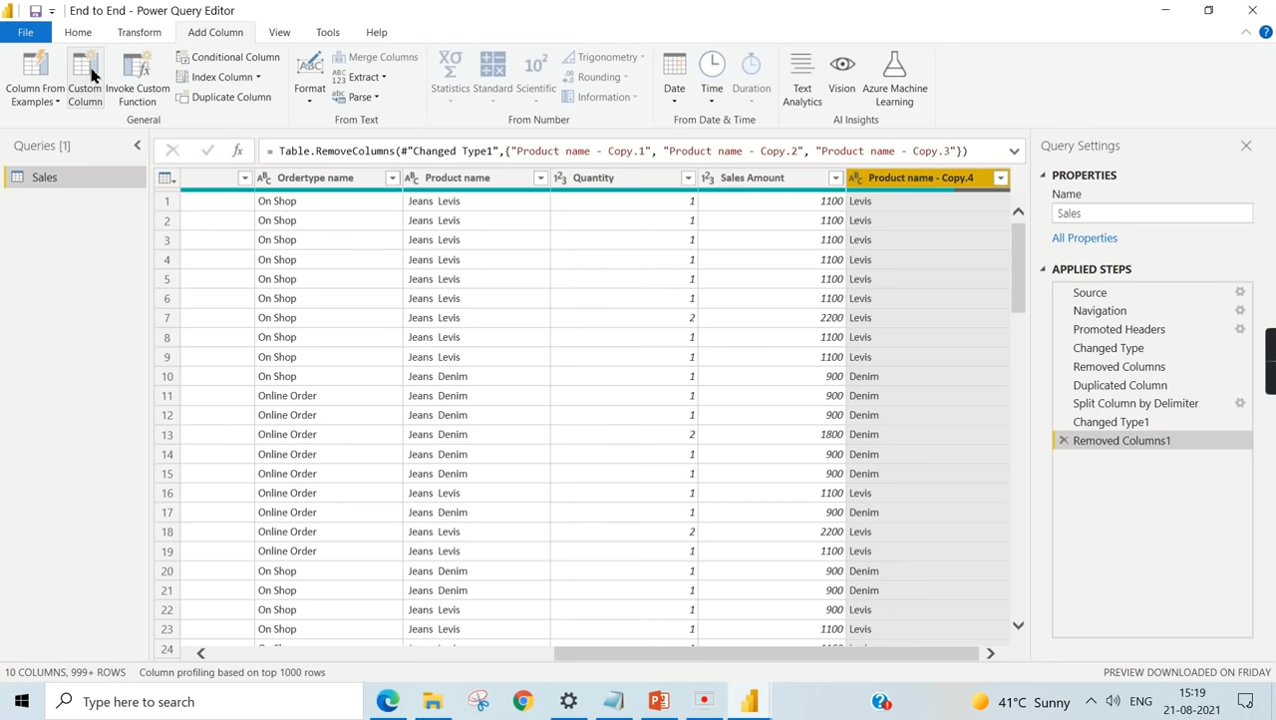 End to End - Power Query Editor
File Home Transform Add Column View Tools Help
Column From Examples
Custom Column
Invoke Custom Function
Conditional Column
Index Column
Duplicate Column
General
Format
Merge Columns
Extract
Parse
From Text
Statistics
Standard
Scientific
Trigonometry
Rounding
Information
From Number
Date
Time
Duration
From Date & Time
Text Analytics
Vision
Azure Machine Learning
AI Insights
Queries [1]
Sales
fx = Table.RemoveColumns(#"Changed Type1",{"Product name - Copy.1", "Product name - Copy.2", "Product name - Copy.3"})
Ordertype name Product name Quantity Sales Amount Product name - Copy.4
1 On Shop Jeans Levis 1 1100 Levis
2 On Shop Jeans Levis 1 1100 Levis
3 On Shop Jeans Levis 1 1100 Levis
4 On Shop Jeans Levis 1 1100 Levis
5 On Shop Jeans Levis 1 1100 Levis
6 On Shop Jeans Levis 1 1100 Levis
7 On Shop Jeans Levis 2 2200 Levis
8 On Shop Jeans Levis 1 1100 Levis
9 On Shop Jeans Levis 1 1100 Levis
10 On Shop Jeans Denim 1 900 Denim
11 Online Order Jeans Denim 1 900 Denim
12 Online Order Jeans Denim 1 900 Denim
13 Online Order Jeans Denim 2 1800 Denim
14 Online Order Jeans Denim 1 900 Denim
15 Online Order Jeans Denim 1 900 Denim
16 Online Order Jeans Levis 1 1100 Levis
17 Online Order Jeans Denim 1 900 Denim
18 Online Order Jeans Levis 2 2200 Levis
19 Online Order Jeans Levis 1 1100 Levis
20 On Shop Jeans Denim 1 900 Denim
21 On Shop Jeans Denim 1 900 Denim
22 On Shop Jeans Levis 1 900 Levis
23 On Shop Jeans Levis 1 1100 Levis
24
Query Settings
PROPERTIES
Name
Sales
All Properties
APPLIED STEPS
Source
Navigation
Promoted Headers
Changed Type
Removed Columns
Duplicated Column
Split Column by Delimiter
Changed Type1
Removed Columns1
10 COLUMNS, 999+ ROWS Column profiling based on top 1000 rows PREVIEW DOWNLOADED ON FRIDAY
Type here to search
41°C Sunny ENG 15:19
21-08-2021